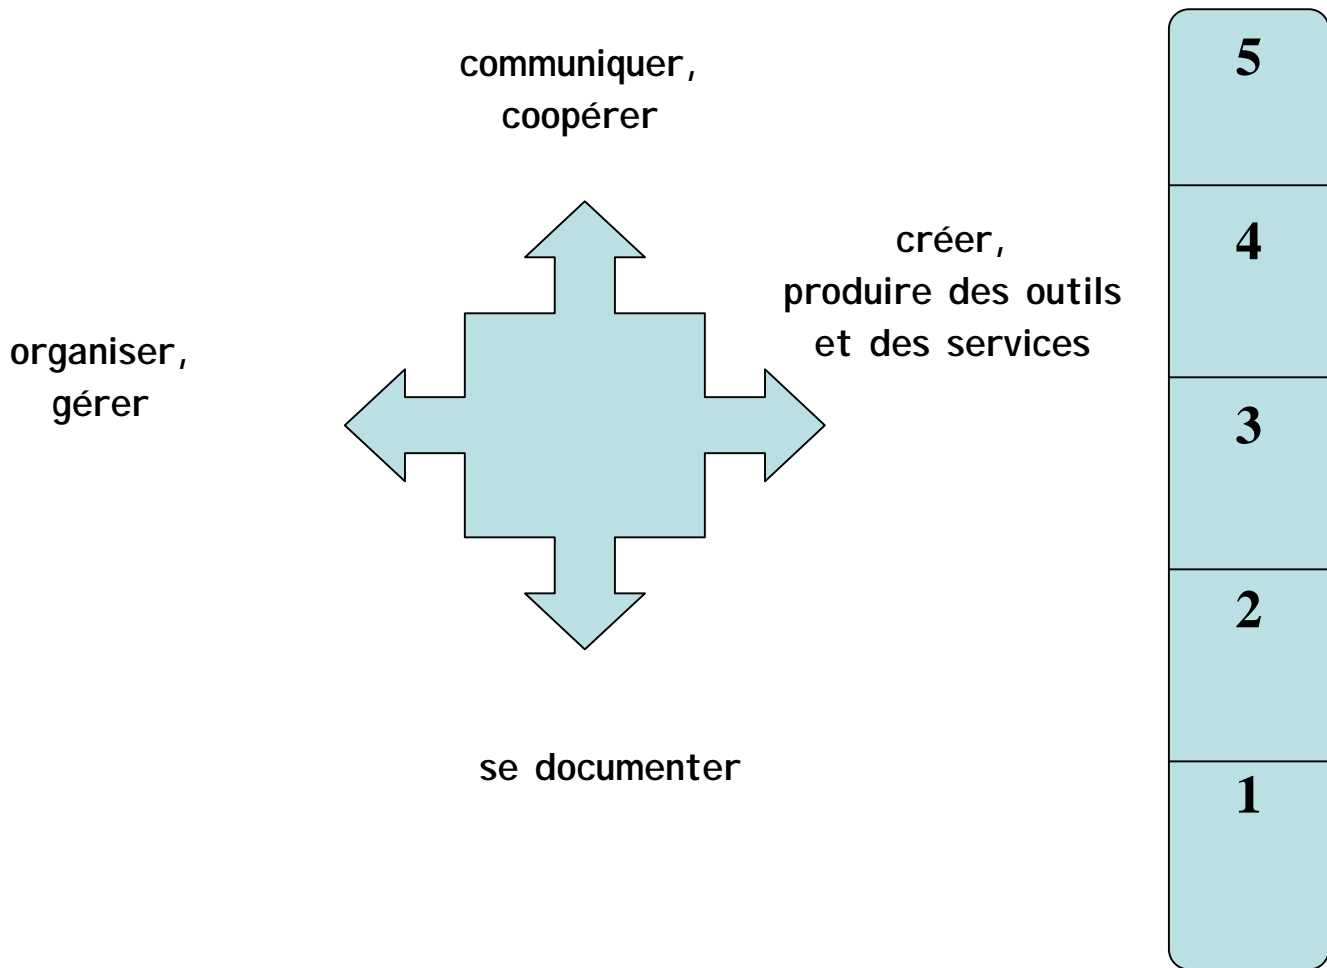 communiquer,
coopérer
créer,
produire des outils
et des services
organiser,
gérer
se documenter
5
4
3
2
1